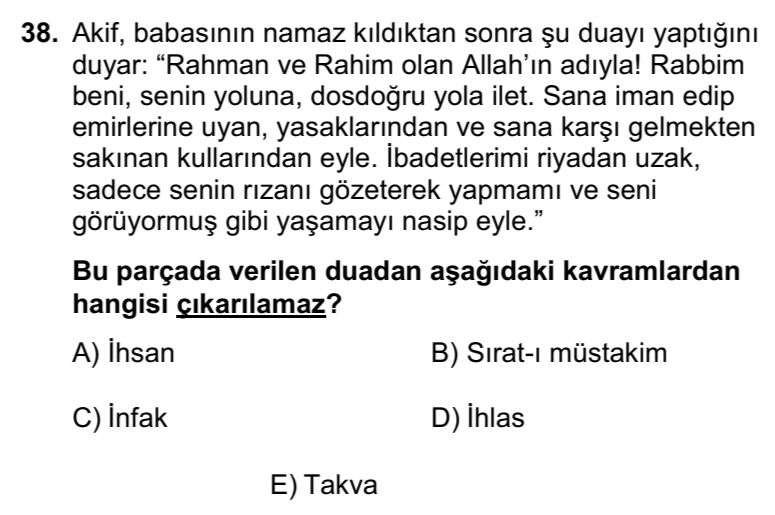 38. Akif, babasının namaz kıldıktan sonra şu duayı yaptığını
duyar: “Rahman ve Rahim olan Allah’ın adıyla! Rabbim
beni, senin yoluna, dosdoğru yola ilet. Sana iman edip
emirlerine uyan, yasaklarından ve sana karşı gelmekten
sakınan kullarından eyle. İbadetlerimi riyadan uzak,
sadece senin rızanı gözeterek yapmamı ve seni
görüyormuş gibi yaşamayı nasip eyle.”
Bu parçada verilen duadan aşağıdaki kavramlardan
hangisi çıkarılamaz?
A) İhsan B) Sırat-ı müstakim
C) İnfak D) İhlas
E) Takva